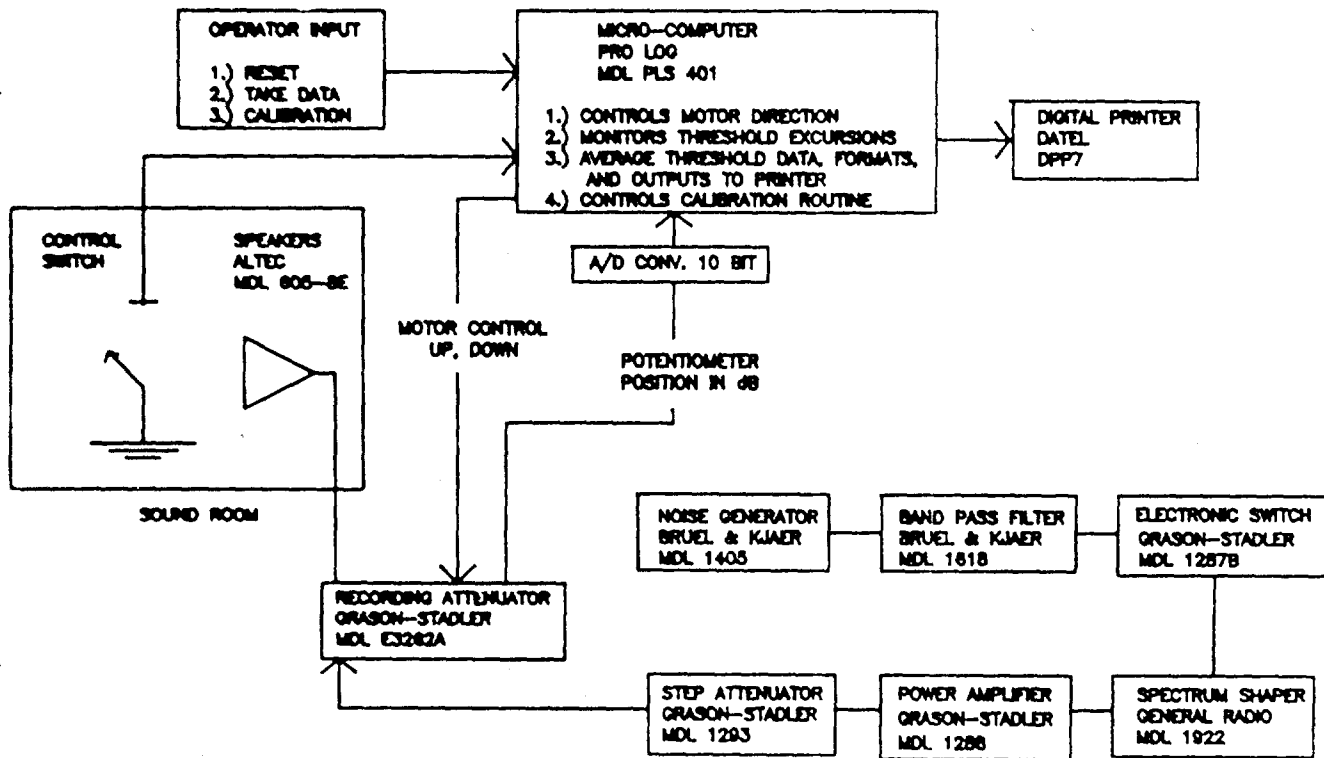 OPERATOR INPUT
1.) RESET
2.) TAKE DATA
3.) CALIBRATION
MICRO-COMPUTER
PRO LOG
MDL PLS 401
1.) CONTROLS MOTOR DIRECTION
2.) MONITORS THRESHOLD EXCURSIONS
3.) AVERAGE THRESHOLD DATA, FORMATS,
AND OUTPUTS TO PRINTER
4.) CONTROLS CALIBRATION ROUTINE
DIGITAL PRINTER
DATEL
DPP7
CONTROL
SWITCH
SPEAKERS
ALTEC
MDL 605-8E
A/D CONV. 10 BIT
MOTOR CONTROL
UP, DOWN
POTENTIOMETER
POSITION IN dB
SOUND ROOM
NOISE GENERATOR
BRUEL & KJAER
MDL 1405
BAND PASS FILTER
BRUEL & KJAER
MDL 1618
ELECTRONIC SWITCH
GRASON-STADLER
MDL 1287B
RECORDING ATTENUATOR
GRASON-STADLER
MDL E3262A
STEP ATTENUATOR
GRASON-STADLER
MDL 1293
POWER AMPLIFIER
GRASON-STADLER
MDL 1288
SPECTRUM SHAPER
GENERAL RADIO
MDL 1922